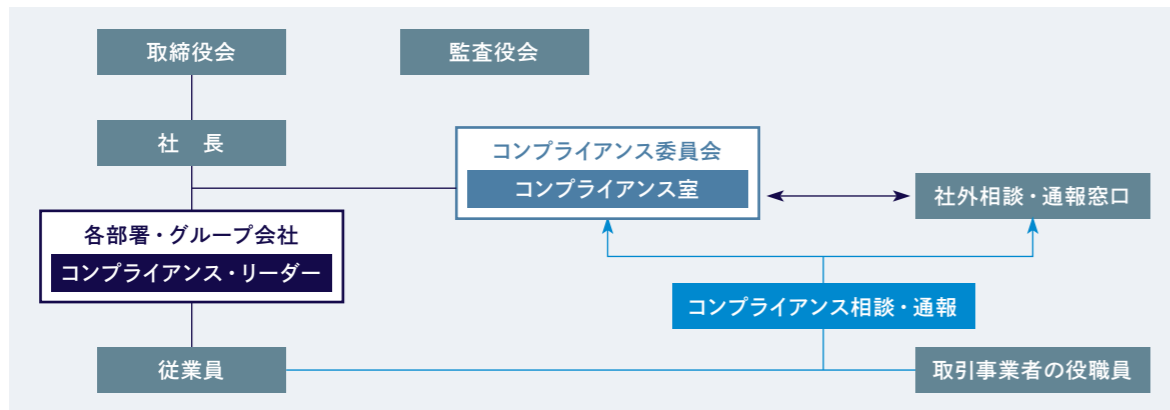 取締役会
監査役会
社　長
コンプライアンス委員会
コンプライアンス室
社外相談・通報窓口
各部署・グループ会社
コンプライアンス・リーダー
コンプライアンス相談・通報
従業員
取引事業者の役職員